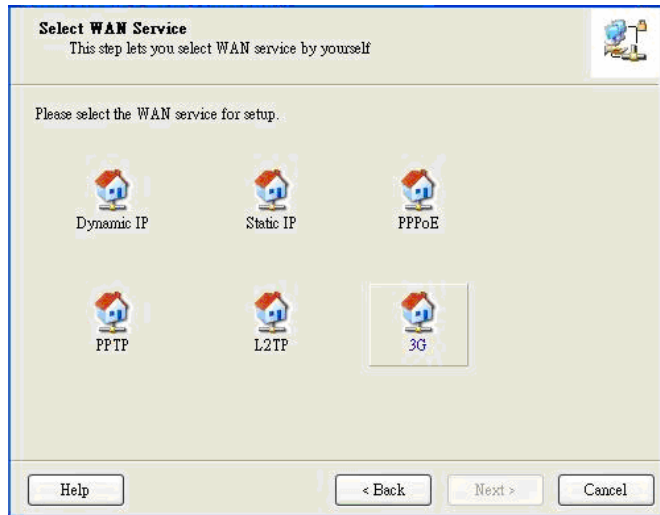 Select WAN Service
This step lets you select WAN service by yourself
Please select the WAN service for setup.
Dynamic IP
Static IP
PPPoE
PPTP
L2TP
3G
Help
< Back
Next >
Cancel